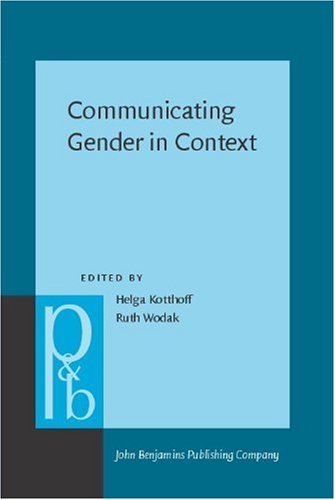 Communicating
Gender in Context
EDITED BY
Helga Kotthoff
Ruth Wodak
p
&
b
John Benjamins Publishing Company